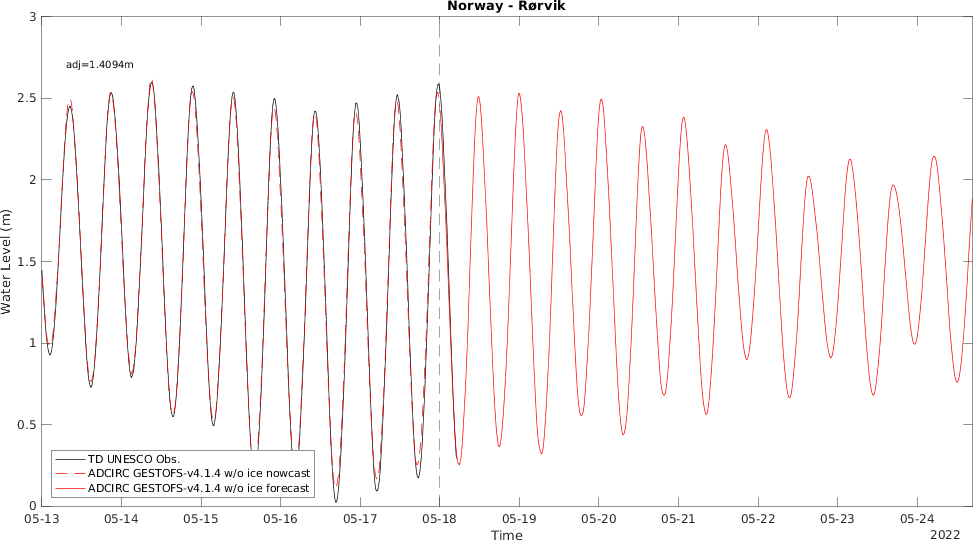 Norway - Rørvik
3
adj=1.4094m
2.5
2
1.5
1
0.5
0
Water Level (m)
TD UNESCO Obs.
ADCIRC GESTOFS-v4.1.4 w/o ice nowcast
ADCIRC GESTOFS-v4.1.4 w/o ice forecast
05-13 05-14 05-15 05-16 05-17 05-18 05-19 05-20 05-21 05-22 05-23 05-24
Time
2022